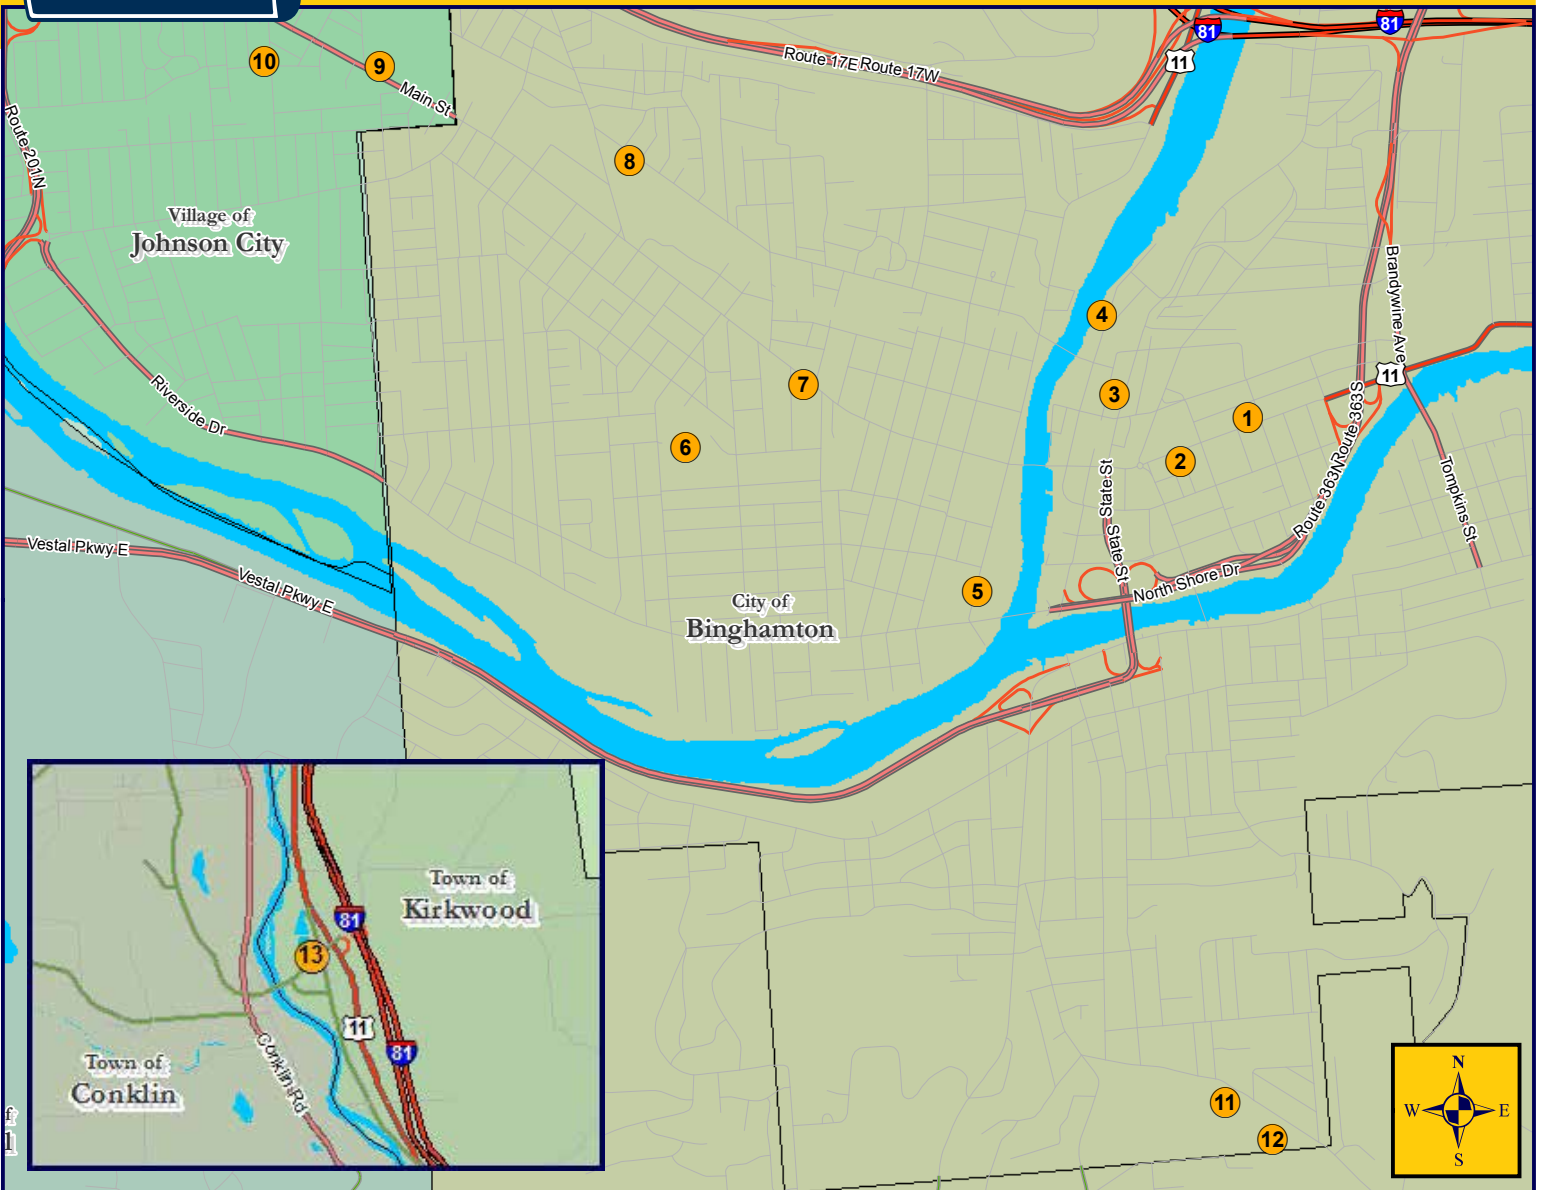 81
81
11
10
9
Main St
Route 17E
Route 17W
Route 201N
8
Village of
Johnson City
Brandywine Ave
4
11
7
3
1
Riverside Dr
6
2
Route 363S
Route 363N
State St
State St
Tompkins St
Vestal Pkwy E
Vestal Pkwy E
North Shore Dr
5
City of
Binghamton
Town of
Kirkwood
81
13
11
81
Conklin Rd
Town of
Conklin
11
12
N
W
E
S
f
l